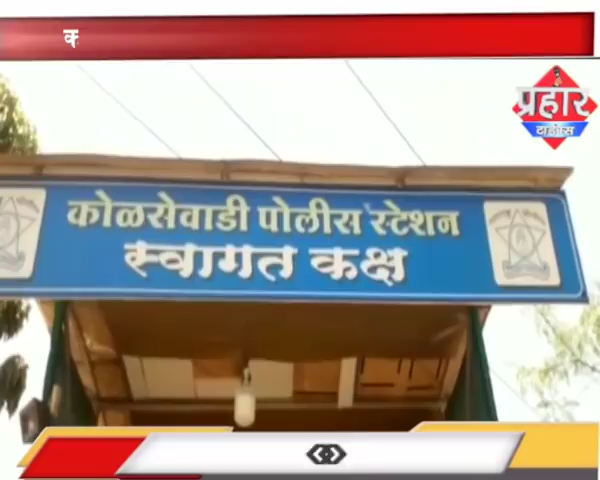 क
प्रहार
टाईम्स
कोळसेवाडी पोलीस स्टेशन
स्वागत कक्ष